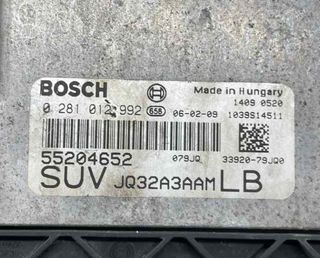 BOSCH
Made in Hungary
1409 0520
0 281 012 992 658 06-02-09 1039S14511
55204652 079JQ 33920-79JQ0
SUV JQ32A3AAM LB